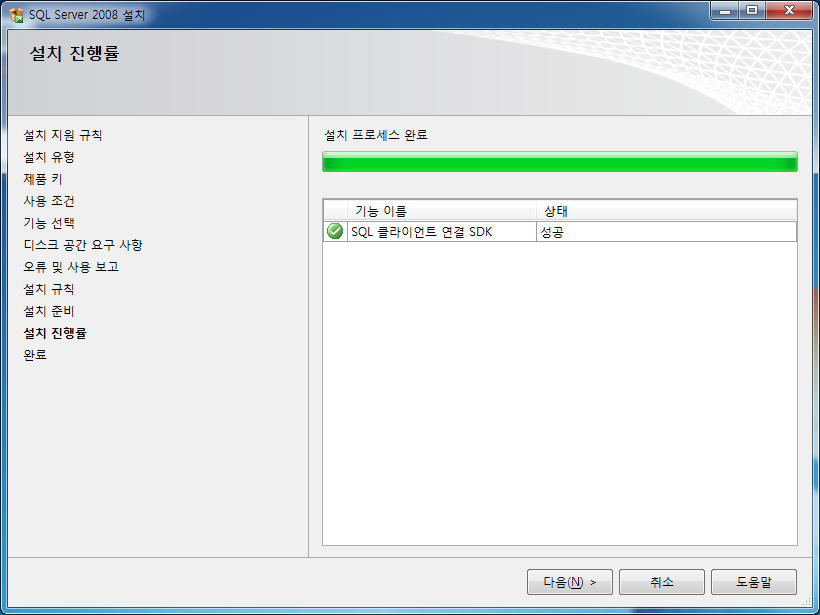 SQL Server 2008 설치
설치 진행률
설치 지원 규칙
설치 유형
제품 키
사용 조건
기능 선택
디스크 공간 요구 사항
오류 및 사용 보고
설치 규칙
설치 준비
설치 진행률
완료
설치 프로세스 완료
기능 이름 상태
SQL 클라이언트 연결 SDK 성공
다음(N) > 취소 도움말